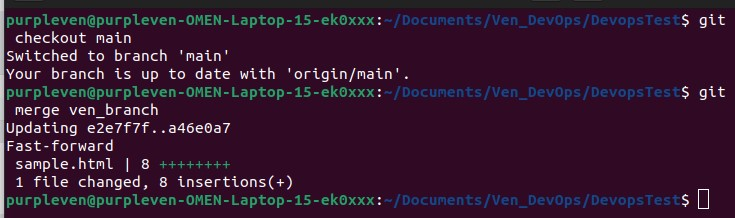 purpleven@purpleven-OMEN-Laptop-15-ek0xxx:~/Documents/Ven_DevOps/DevopsTest$ git
 checkout main
Switched to branch 'main'
Your branch is up to date with 'origin/main'.
purpleven@purpleven-OMEN-Laptop-15-ek0xxx:~/Documents/Ven_DevOps/DevopsTest$ git
 merge ven_branch
Updating e2e7f7f..a46e0a7
Fast-forward
 sample.html | 8 ++++++++
 1 file changed, 8 insertions(+)
purpleven@purpleven-OMEN-Laptop-15-ek0xxx:~/Documents/Ven_DevOps/DevopsTest$